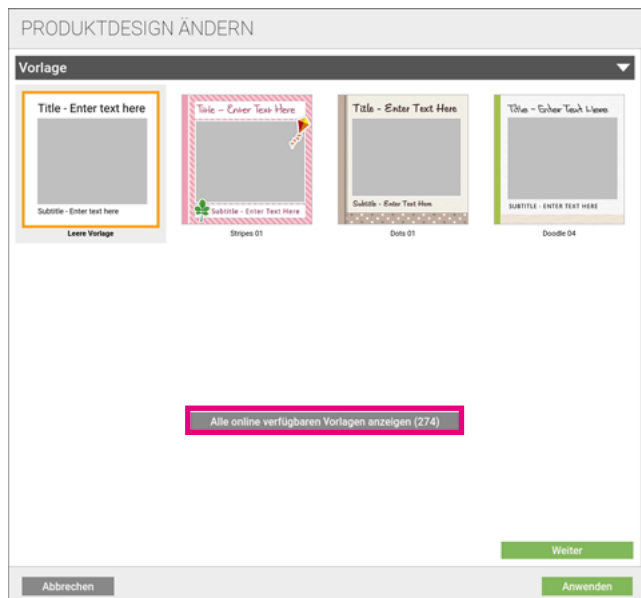 PRODUKTDESIGN ÄNDERN
Vorlage
Title - Enter text here
Subtitle - Enter text here
Leere Vorlage
Title - Enter Text Here
Subtitle - Enter Text Here
Stripes 01
Title - Enter Text Here
Subtitle - Enter Text Here
Dots 01
Title - Enter Text Here
SUBTITLE - ENTER TEXT HERE
Doodle 04
Alle online verfügbaren Vorlagen anzeigen (274)
Weiter
Abbrechen
Anwenden